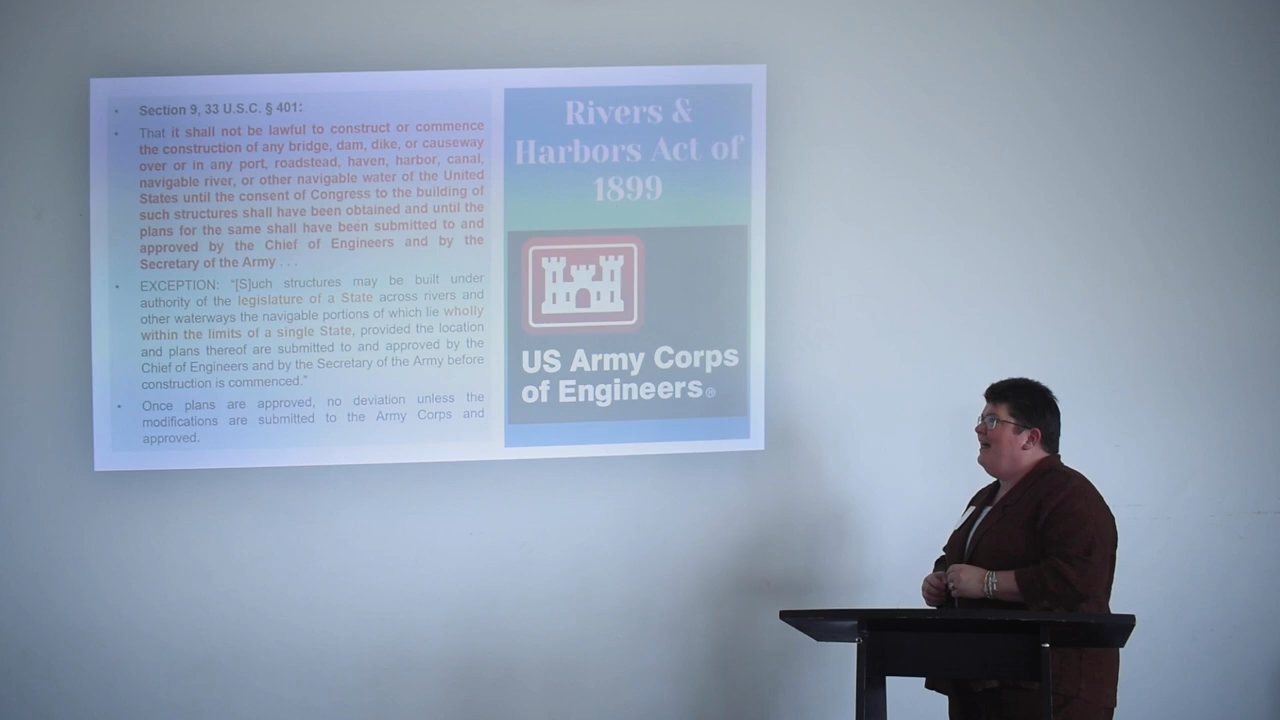 • Section 9, 33 U.S.C. § 401:
• That it shall not be lawful to construct or commence
the construction of any bridge, dam, dike, or causeway
over or in any port, roadstead, haven, harbor, canal,
navigable river, or other navigable water of the United
States until the consent of Congress to the building of
such structures shall have been obtained and until the
plans for the same shall have been submitted to and
approved by the Chief of Engineers and by the
Secretary of the Army . . .
• EXCEPTION: “[S]uch structures may be built under
authority of the legislature of a State across rivers and
other waterways the navigable portions of which lie wholly
within the limits of a single State, provided the location
and plans thereof are submitted to and approved by the
Chief of Engineers and by the Secretary of the Army before
construction is commenced.”
• Once plans are approved, no deviation unless the
modifications are submitted to the Army Corps and
approved.
Rivers &
Harbors Act of
1899
US Army Corps
of Engineers®